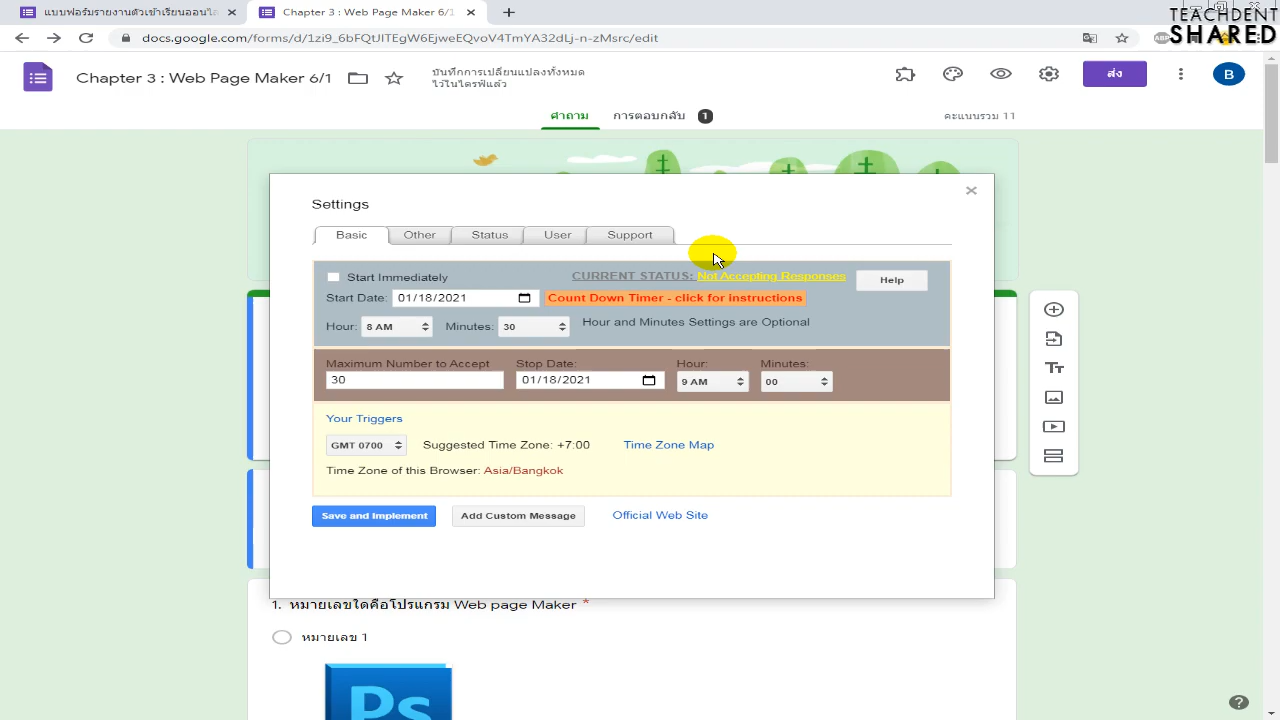 แบบฟอร์มรายงานตัวเข้าเรียนออนไล
Chapter 3 : Web Page Maker 6/1
TEACHDENT
SHARED
docs.google.com/forms/d/1zi9_6bFQtJITEgW6EjweECQoV4TmYA3zdLj-n-zMsrc/edit
Chapter 3 : Web Page Maker 6/1
บันทึกการเปลี่ยนแปลงทั้งหมด
ไว้ในไดรฟ์แล้ว
ส่ง
B
คำถาม
การตอบกลับ 1
คะแนนรวม 11
Settings
Basic
Other
Status
User
Support
Start Immediately
CURRENT STATUS: Not Accepting Responses
Help
Start Date: 01/18/2021
Count Down Timer - click for instructions
Hour: 8 AM
Minutes: 30
Hour and Minutes Settings are Optional
Maximum Number to Accept
Stop Date:
Hour:
Minutes:
30
01/18/2021
9 AM
00
Your Triggers
GMT 0700
Suggested Time Zone: +7:00
Time Zone Map
Time Zone of this Browser: Asia/Bangkok
Save and Implement
Add Custom Message
Official Web Site
1. หมายเลขใดคือโปรแกรม Web page Maker *
หมายเลข 1
Ps